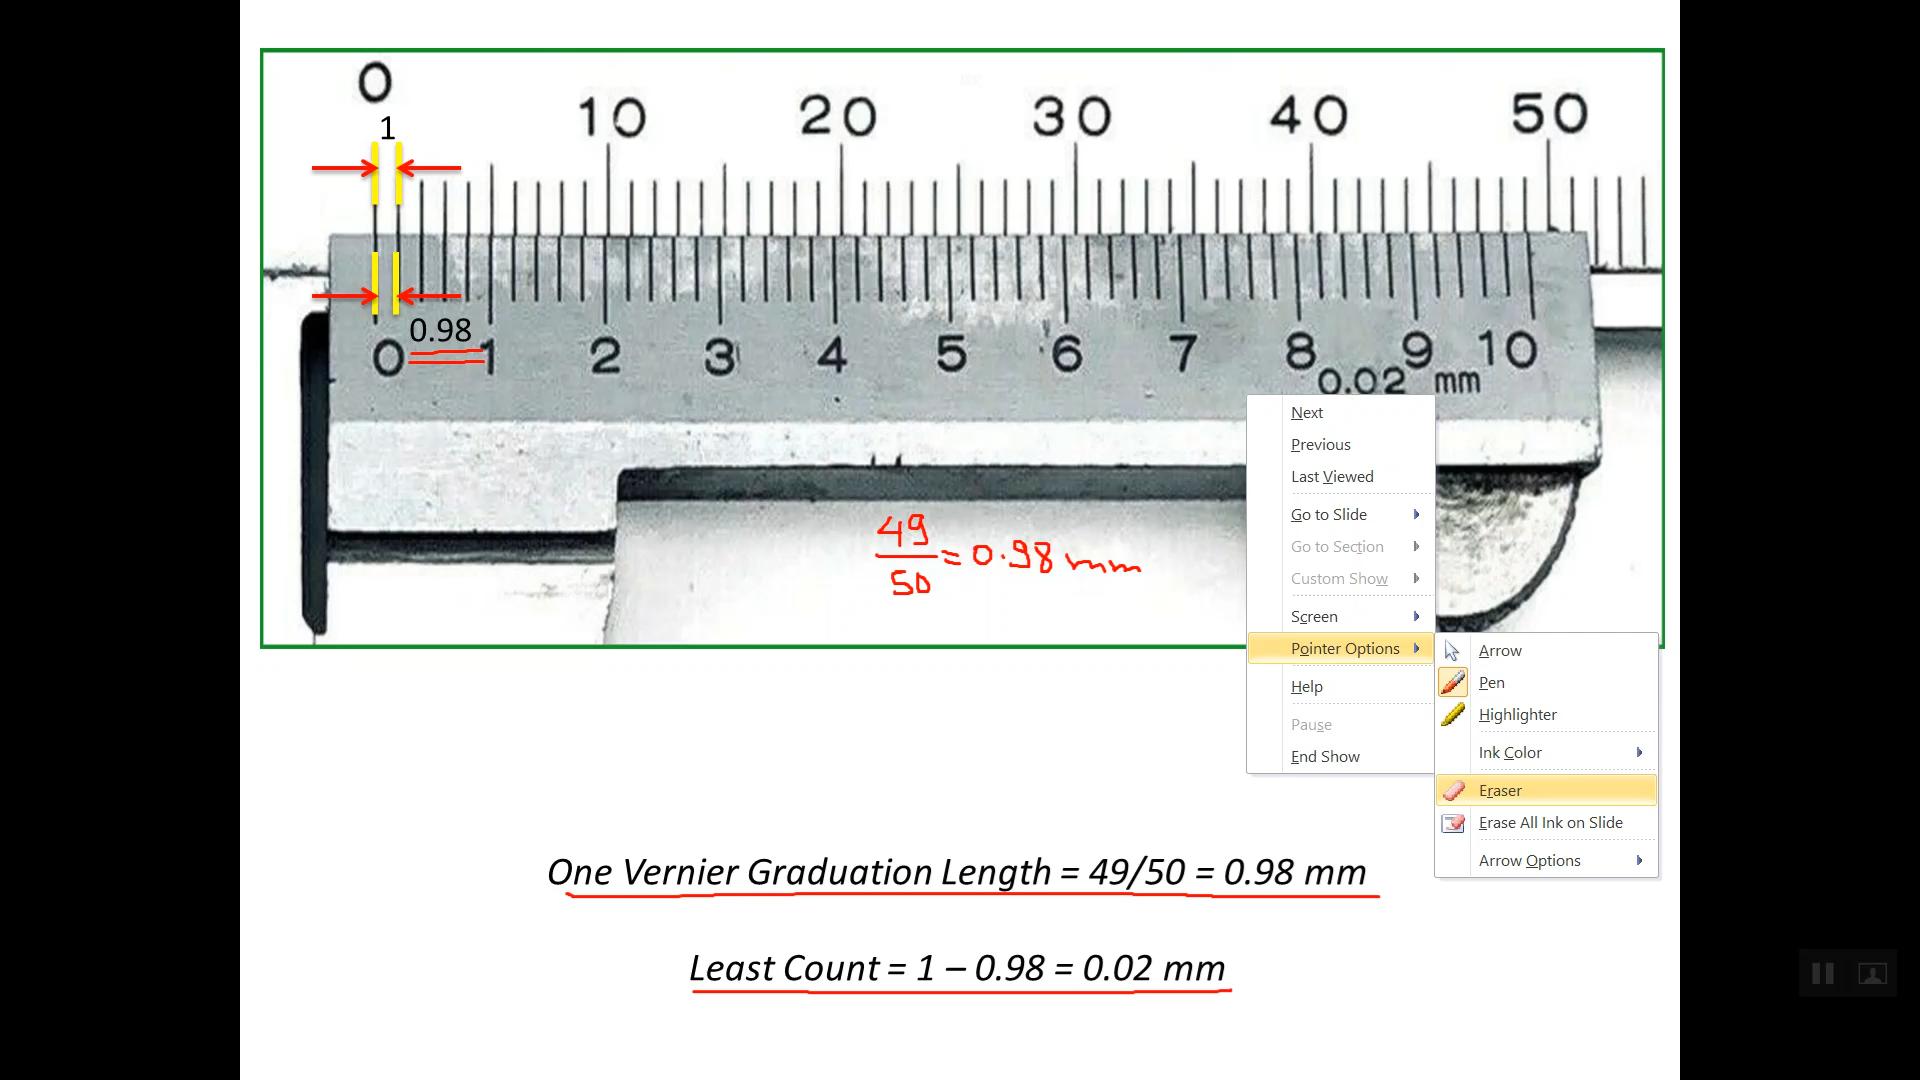 0
1
10 20 30 40 50
0.98
0 1 2 3 4 5 6 7 8 9 10
0.02 mm
49
50
=0.98 mm
Next
Previous
Last Viewed
Go to Slide
Go to Section
Custom Show
Screen
Pointer Options
Help
Pause
End Show
Arrow
Pen
Highlighter
Ink Color
Eraser
Erase All Ink on Slide
Arrow Options
One Vernier Graduation Length = 49/50 = 0.98 mm
Least Count = 1 – 0.98 = 0.02 mm